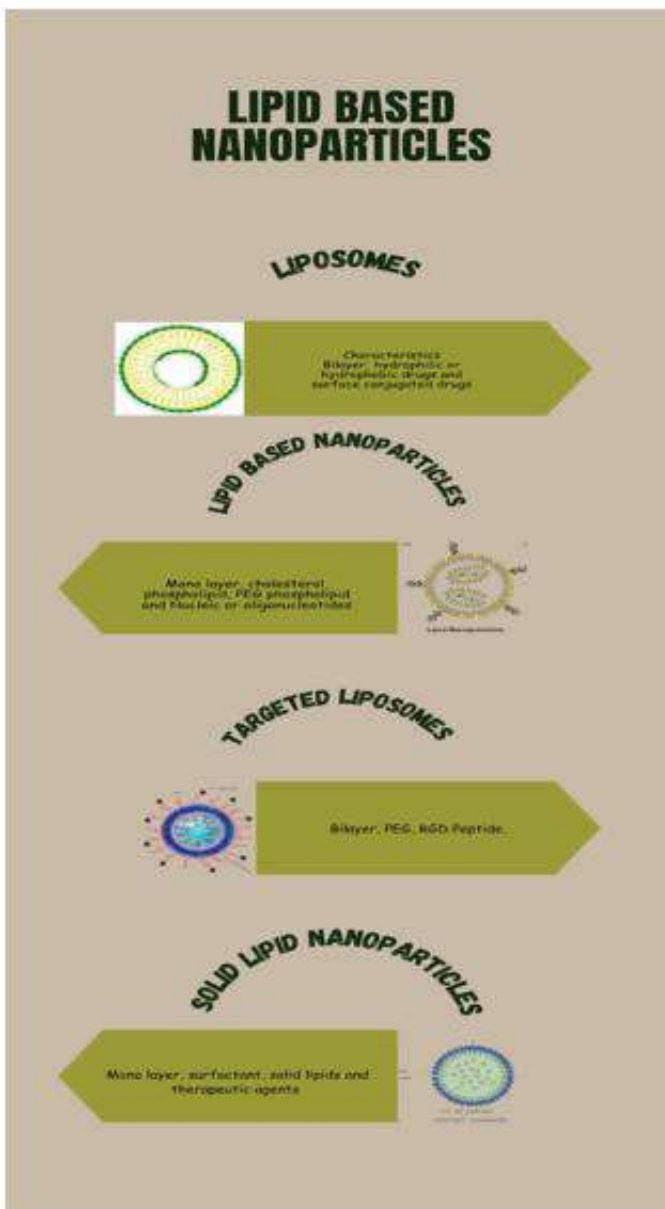 LIPID BASED
NANOPARTICLES
LIPOSOMES
Characteristics
Bilayer, hydrophilic or
hydrophobic drugs and
surface conjugated drugs
LIPID BASED NANOPARTICLES
Mono layer, cholesterol
phospholipid, PEG phospholipid
and Nucleic or oligonucleotides
Lipid Nanoparticle
TARGETED LIPOSOMES
Bilayer, PEG, RGD Peptide,
SOLID LIPID NANOPARTICLES
Mono layer, surfactant, solid lipids and
therapeutic agents